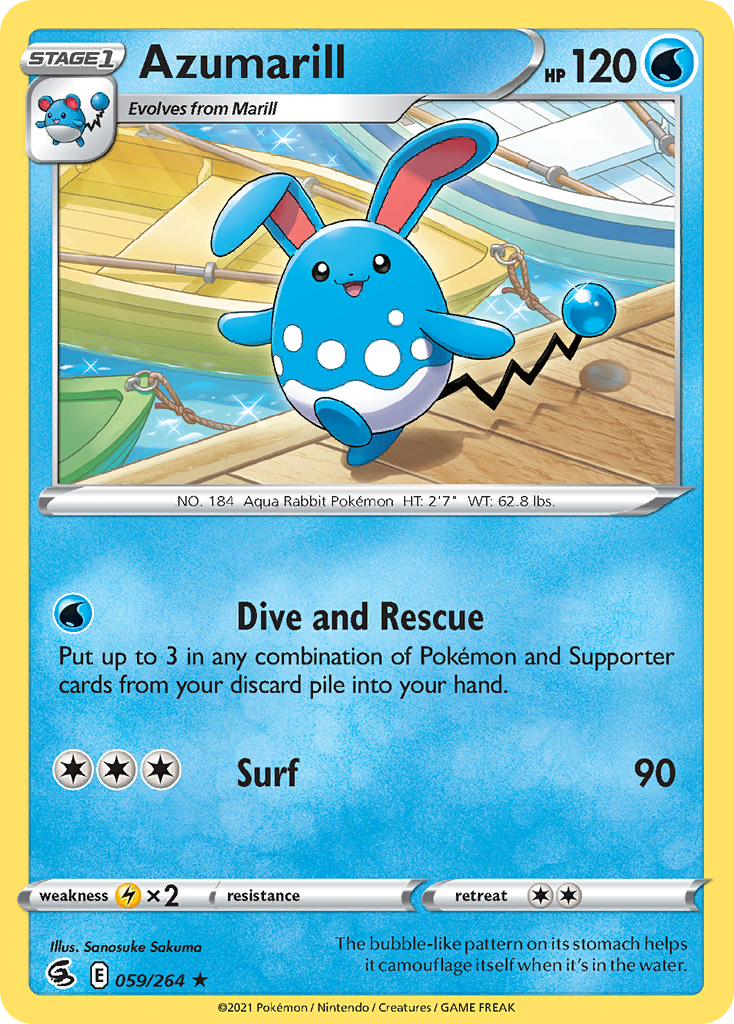 STAGE1
Azumarill
HP 120
Evolves from Marill
NO. 184 Aqua Rabbit Pokémon HT: 2'7" WT: 62.8 lbs.
Dive and Rescue
Put up to 3 in any combination of Pokémon and Supporter
cards from your discard pile into your hand.
Surf 90
weakness ×2 resistance retreat
Illus. Sanosuke Sakuma
The bubble-like pattern on its stomach helps
it camouflage itself when it's in the water.
E 059/264 ★
©2021 Pokémon / Nintendo / Creatures / GAME FREAK